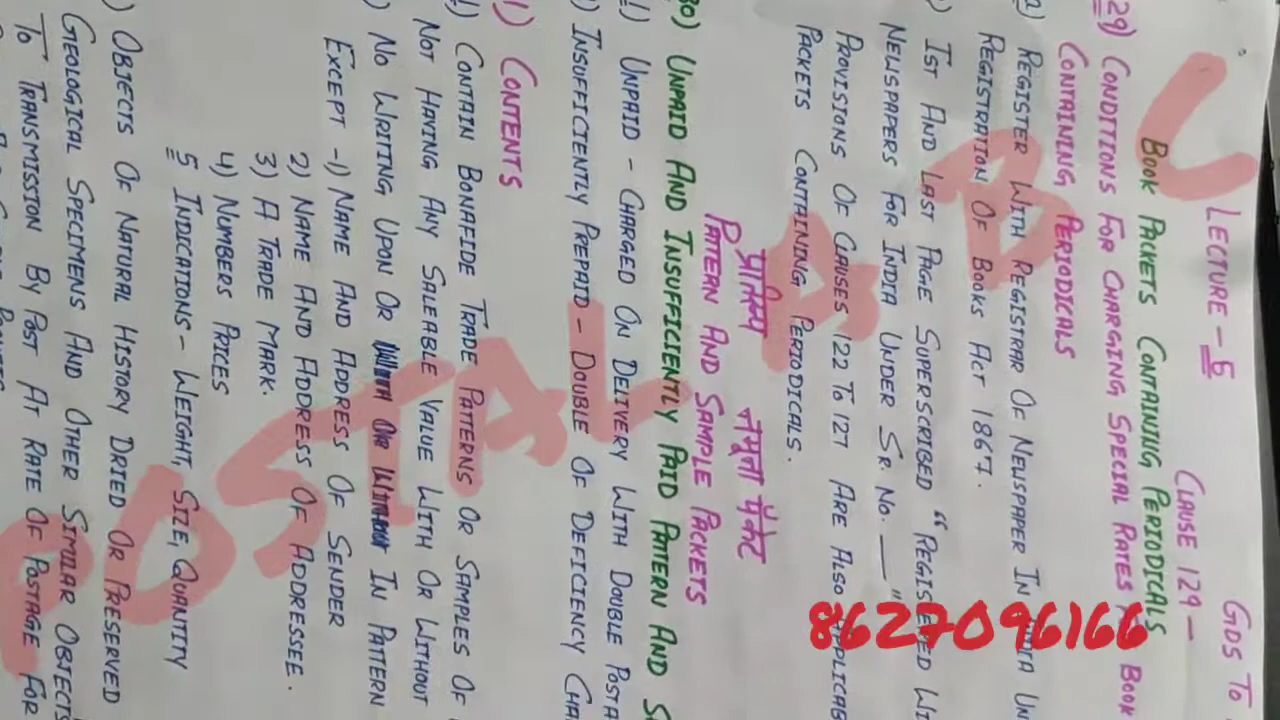 GDS TO
LECTURE - 5 CLAUSE 129 -
BOOK PACKETS CONTAINING PERIODICALS
29) CONDITIONS FOR CHARGING SPECIAL RATES BOOK
CONTAINING PERIODICALS
2) REGISTER WITH REGISTRAR OF NEWSPAPER IN INDIA UN
REGISTRATION OF BOOKS ACT 1867.
) IST AND LAST PAGE SUPERSCRIBED "REGISTERED WI
NEWSPAPERS FOR INDIA UNDER SR NO. ___"
PROVISIONS OF CLAUSES 122 TO 127 ARE ALSO APPLICAB
PACKETS CONTAINING PERIODICALS.
8627096166
प्रतिरूप नमूना पैकेट
PATERN AND SAMPLE PACKETS
30) UNPAID AND INSUFFICIENTLY PAID PATERN AND S
1) UNPAID - CHARGED ON DELIVERY WITH DOUBLE POSTA
) INSUFFICIENTLY PREPAID - DOUBLE OF DEFICIENCY CHA
1) CONTENTS
1) CONTAIN BONAFIDE TRADE PATTERNS OR SAMPLES OF
NOT HAVING ANY SALEABLE VALUE WITH OR WITHOUT
) NO WRITING UPON OR IN PATERN
EXCEPT -1) NAME AND ADDRESS OF SENDER
2) NAME AND ADDRES OF ADDRESSEE.
3) A TRADE MARK.
4) NUMBERS PRICES
5 INDICATIONS - WEIGHT, SIZE, QUANTITY
) OBJECTS OF NATURAL HISTORY DRIED OR PRESERVED
GEOLOGICAL SPECIMENS AND OTHER SIMILAR OBJECTS
TO TRANSMISSION BY POST AT RATE OF POSTAGE FOR